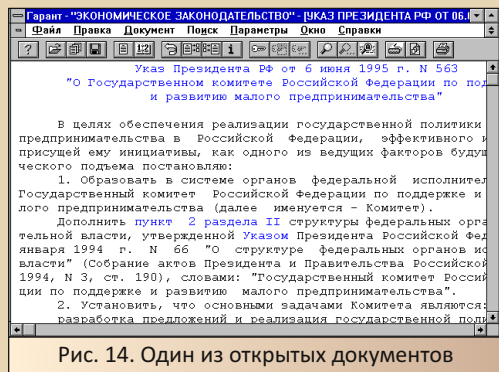 Гарант - "ЭКОНОМИЧЕСКОЕ ЗАКОНОДАТЕЛЬСТВО" - [УКАЗ ПРЕЗИДЕНТА РФ ОТ 06.
Файл Правка Документ Поиск Параметры Окно Справки
Указ Президента РФ от 6 июня 1995 г. N 563
"О Государственном комитете Российской Федерации по под
и развитию малого предпринимательства"
В целях обеспечения реализации государственной политики
предпринимательства в Российской Федерации, эффективного и
присущей ему инициативы, как одного из ведущих факторов будущ
ческого подъема постановляю:
1. Образовать в системе органов федеральной исполнител
Государственный комитет Российской Федерации по поддержке и
лого предпринимательства (далее именуется - Комитет).
Дополнить пункт 2 раздела II структуры федеральных орга
тельной власти, утвержденной Указом Президента Российской Фед
января 1994 г. N 66 "О структуре федеральных органов ис
власти" (Собрание актов Президента и Правительства Российской
1994, N 3, ст. 190), словами: "Государственный комитет Россий
ции по поддержке и развитию малого предпринимательства".
2. Установить, что основными задачами Комитета являются:
разработка предложений и реализация государственной поли
Рис. 14. Один из открытых документов